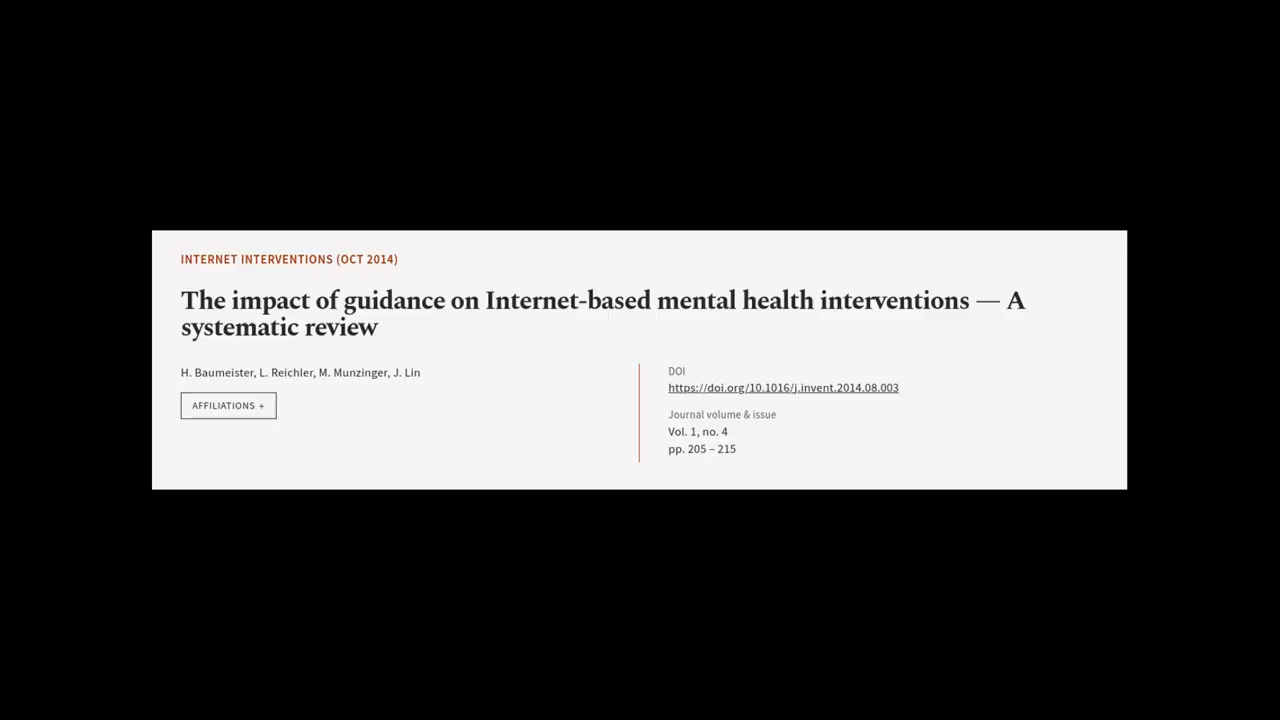 INTERNET INTERVENTIONS (OCT 2014)
The impact of guidance on Internet-based mental health interventions — A
systematic review
H. Baumeister, L. Reichler, M. Munzinger, J. Lin
AFFILIATIONS +
DOI
https://doi.org/10.1016/j.invent.2014.08.003
Journal volume & issue
Vol. 1, no. 4
pp. 205 – 215